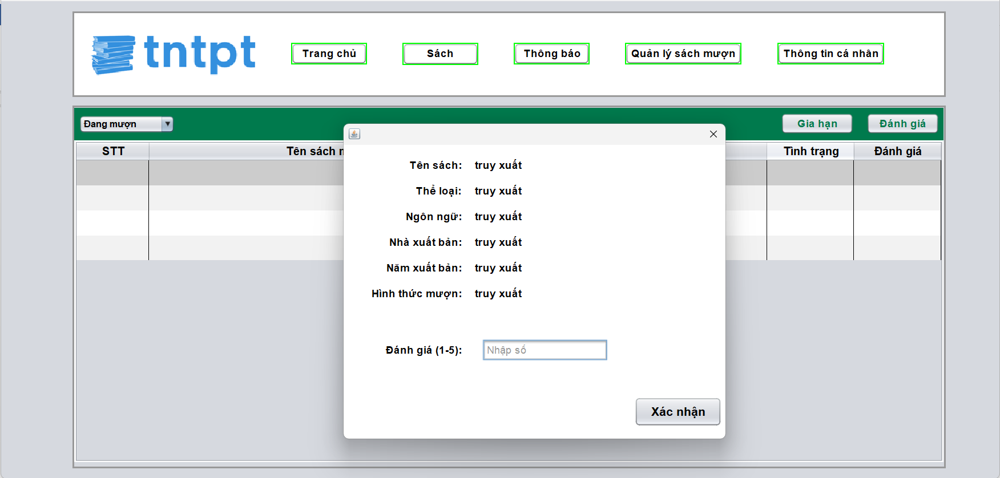 tntpt
Trang chủ
Sách
Thông báo
Quản lý sách mượn
Thông tin cá nhân
Đang mượn
Gia hạn
Đánh giá
STT
Tên sách
Tình trạng
Đánh giá
Tên sách: truy xuất
Thể loại: truy xuất
Ngôn ngữ: truy xuất
Nhà xuất bản: truy xuất
Năm xuất bản: truy xuất
Hình thức mượn: truy xuất
Đánh giá (1-5): Nhập số
Xác nhận